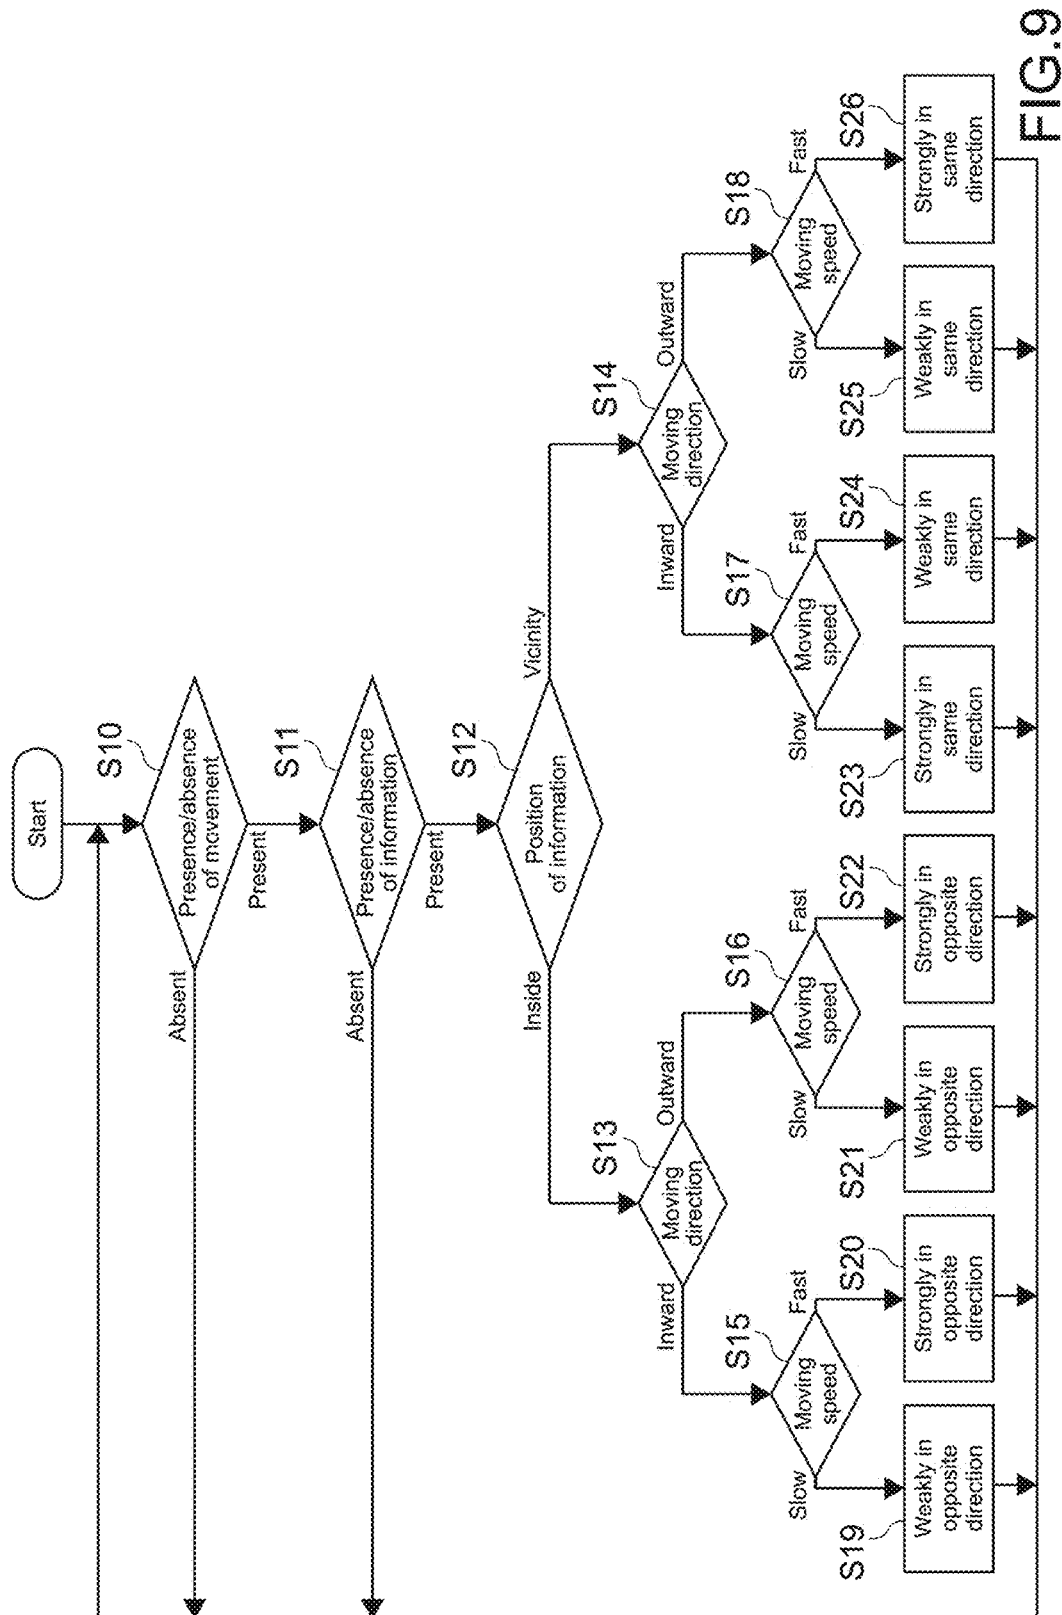 Start
S10
Presence/absence
of movement
Absent
Present
S11
Presence/absence
of information
Absent
Present
S12
Position
of information
Inside
Vicinity
S13
Moving
direction
Inward
Outward
S14
Moving
direction
Inward
Outward
S15
Moving
speed
Slow
Fast
S16
Moving
speed
Slow
Fast
S17
Moving
speed
Slow
Fast
S18
Moving
speed
Slow
Fast
S19
Weakly in
opposite
direction
S20
Strongly in
opposite
direction
S21
Weakly in
opposite
direction
S22
Strongly in
opposite
direction
S23
Strongly in
same
direction
S24
Weakly in
same
direction
S25
Weakly in
same
direction
S26
Strongly in
same
direction
FIG.9